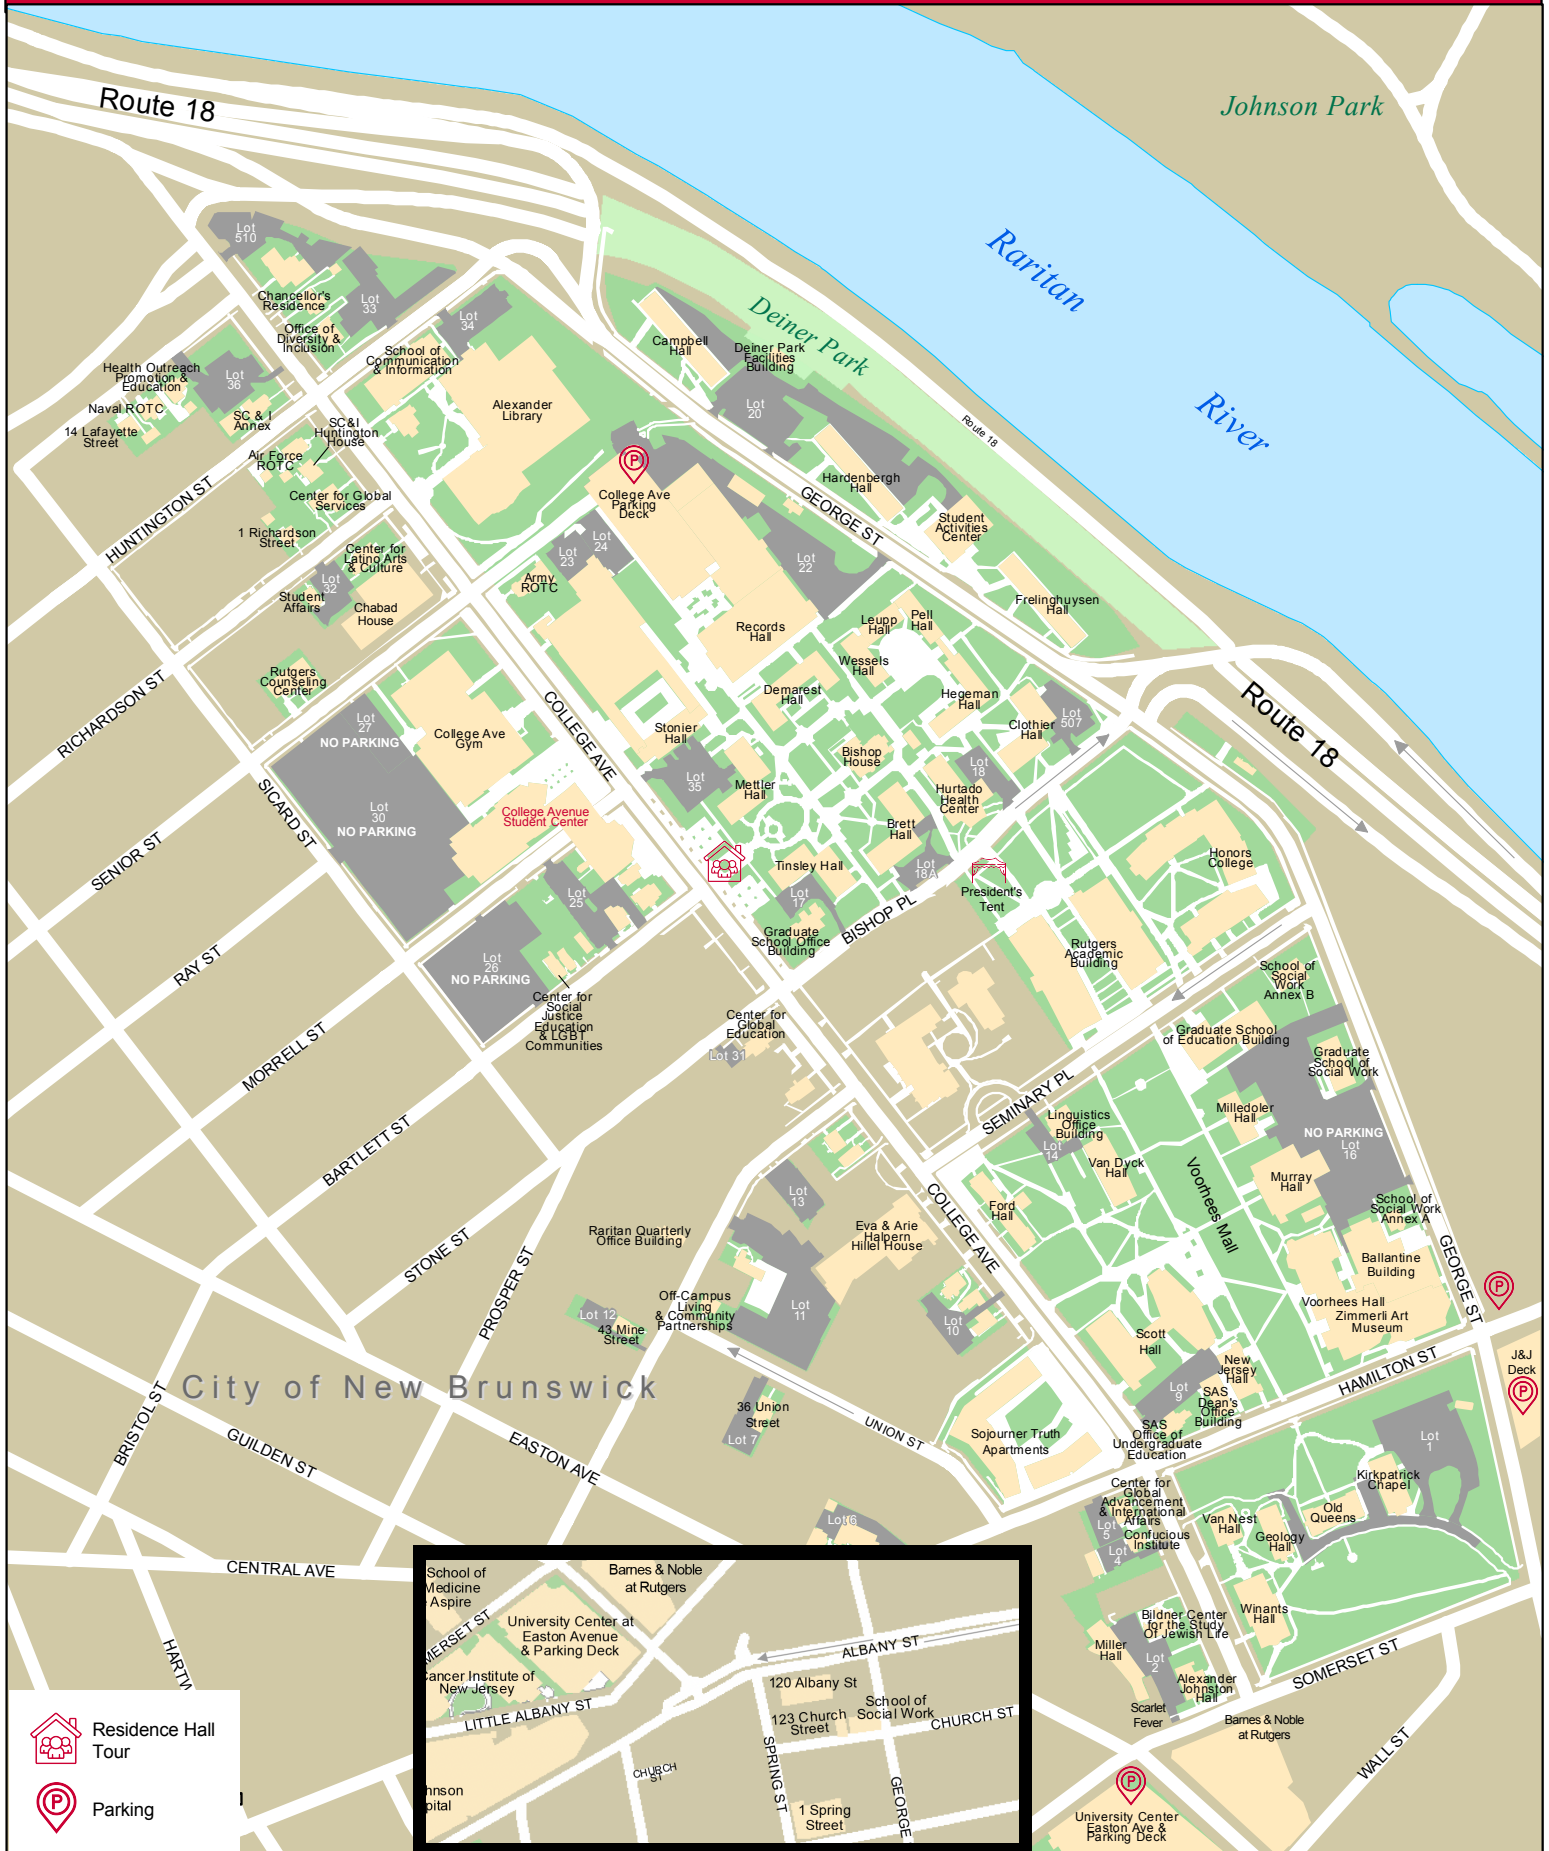 Route 18
Johnson Park
Raritan
River
Deiner Park
Route 18
Lot
510
Chancellor's
Residence
Lot
33
Office of
Diversity &
Inclusion
Lot
34
School of
Communication
& Information
Health Outreach
Promotion &
Education
Lot
36
Naval ROTC
14 Lafayette
Street
SC & I
Annex
SC&I
Huntington
House
Air Force
ROTC
Center for Global
Services
1 Richardson
Street
Alexander
Library
Campbell
Hall
Deiner Park
Facilities
Building
Lot
20
College Ave
Parking
Deck
Hardenbergh
Hall
GEORGE ST
Student
Activities
Center
Frelinghuysen
Hall
HUNTINGTON ST
Center for
Latino Arts
& Culture
Lot
32
Student
Affairs
Chabad
House
Lot
23
Lot
24
Army
ROTC
Lot
22
Records
Hall
Leupp
Hall
Pell
Hall
Wessels
Hall
Demarest
Hall
Hegeman
Hall
Clothier
Hall
Lot
507
Route 18
Rutgers
Counseling
Center
RICHARDSON ST
Lot
27
NO PARKING
College Ave
Gym
COLLEGE AVE
Stonier
Hall
Lot
35
Mettler
Hall
Bishop
House
Lot
18
Hurtado
Health
Center
Brett
Hall
Lot
30
NO PARKING
College Avenue
Student Center
SICARD ST
SENIOR ST
Tinsley Hall
Lot
17
Lot
18A
President's
Tent
Honors
College
Lot
25
Graduate
School Office
Building
BISHOP PL
Rutgers
Academic
Building
RAY ST
Lot
26
NO PARKING
Center for
Social
Justice
Education
& LGBT
Communities
Center for
Global
Education
Lot 31
School of
Social
Work
Annex B
Graduate School
of Education Building
Graduate
School of
Social Work
MORRELL ST
SEMINARY PL
Linguistics
Office
Building
Lot
14
Van Dyck
Hall
Milledoler
Hall
NO PARKING
Lot
16
Murray
Hall
Voorhees Mall
BARTLETT ST
Lot
13
COLLEGE AVE
Ford
Hall
School of
Social Work
Annex A
Raritan Quarterly
Office Building
Eva & Arie
Halpern
Hillel House
STONE ST
PROSPER ST
GEORGE ST
Ballantine
Building
Voorhees Hall
Zimmerli Art
Museum
Off-Campus
Living
& Community
Partnerships
Lot 12
43 Mine
Street
Lot
11
Lot
10
Scott
Hall
New
Jersey
Hall
Lot
9
SAS
Dean's
Office
Building
HAMILTON ST
J&J
Deck
City of New Brunswick
BRISTOL ST
GUILDEN ST
EASTON AVE
36 Union
Street
Lot 7
UNION ST
Sojourner Truth
Apartments
SAS
Office of
Undergraduate
Education
Lot
1
Kirkpatrick
Chapel
Old
Queens
Van Nest
Hall
Geology
Hall
Center for
Global
Advancement
& International
Affairs
Lot
5
Confucious
Institute
Lot
4
Lot 6
CENTRAL AVE
HARTW
Winants
Hall
Bildner Center
for the Study
Of Jewish Life
Miller
Hall
Lot
2
Alexander
Johnston
Hall
Scarlet
Fever
SOMERSET ST
Barnes & Noble
at Rutgers
WALL ST
University Center
Easton Ave &
Parking Deck
School of
Medicine
Aspire
MERSET ST
Barnes & Noble
at Rutgers
University Center at
Easton Avenue
& Parking Deck
Cancer Institute of
New Jersey
LITTLE ALBANY ST
ALBANY ST
120 Albany St
123 Church
Street
School of
Social Work
CHURCH ST
SPRING ST
CHURCH
ST
GEORGE
1 Spring
Street
hnson
pital
Residence Hall
Tour
P
Parking